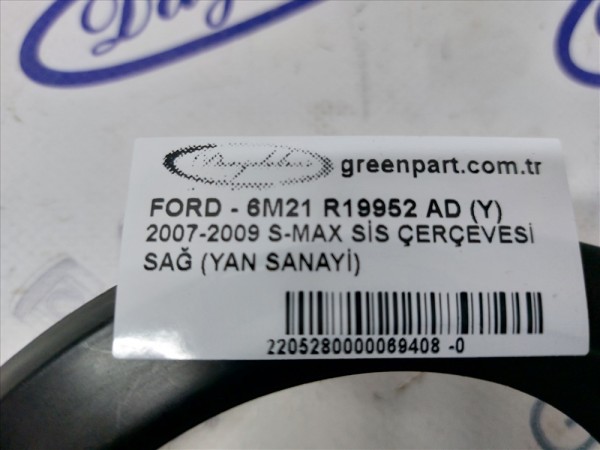 greenpart.com.tr
FORD - 6M21 R19952 AD (Y)
2007-2009 S-MAX SİS ÇERÇEVESİ
SAĞ (YAN SANAYİ)
2205280000069408 -0